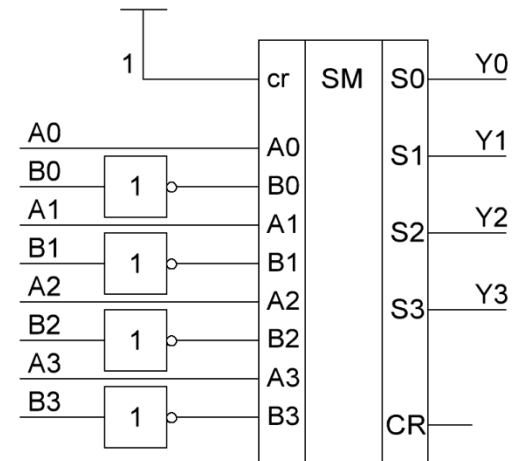 1 cr SM S0 Y0
A0 A0
B0 1 B0 S1 Y1
A1 A1
B1 1 B1 S2 Y2
A2 A2
B2 1 B2 S3 Y3
A3 A3
B3 1 B3 CR